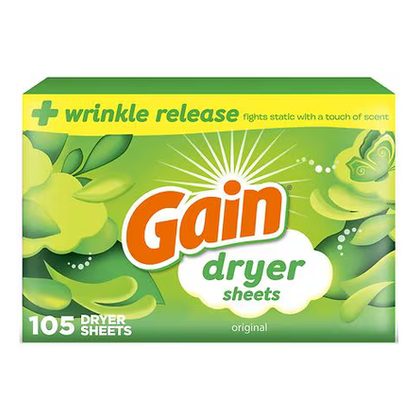 + wrinkle release fights static with a touch of scent
Gain®
dryer
sheets
original
105 DRYER
SHEETS